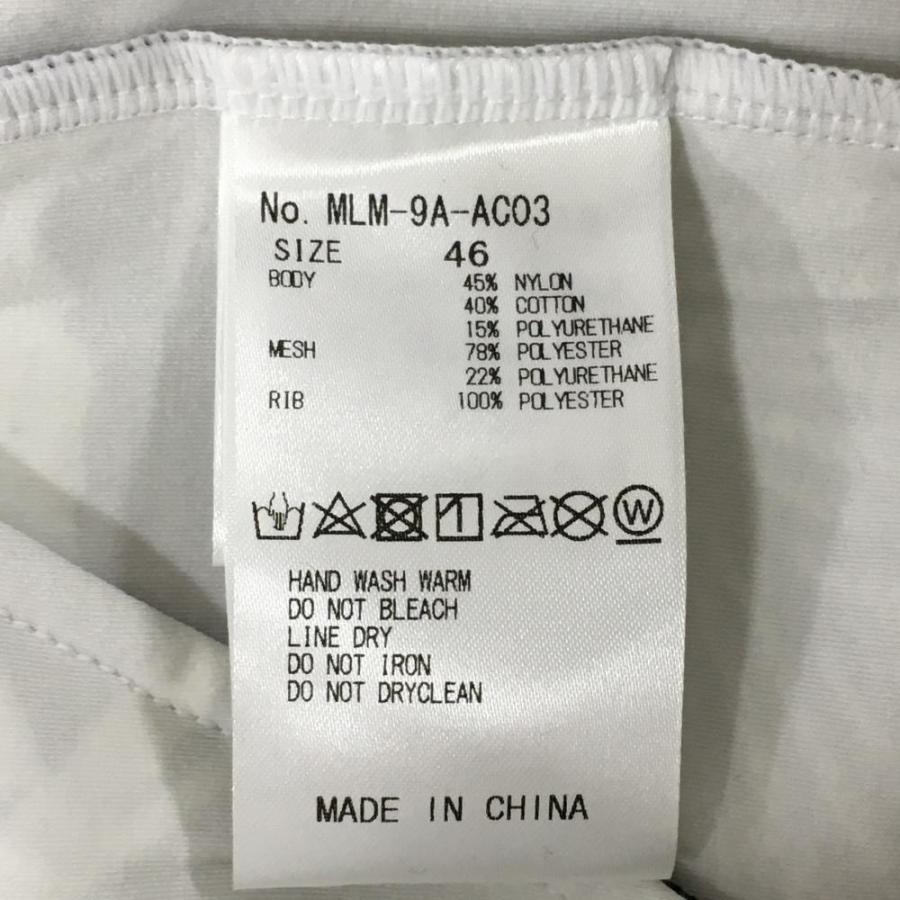 No. MLM-9A-AC03
SIZE 46
BODY 45% NYLON
40% COTTON
15% POLYURETHANE
MESH 78% POLYESTER
22% POLYURETHANE
RIB 100% POLYESTER
W
HAND WASH WARM
DO NOT BLEACH
LINE DRY
DO NOT IRON
DO NOT DRYCLEAN
MADE IN CHINA